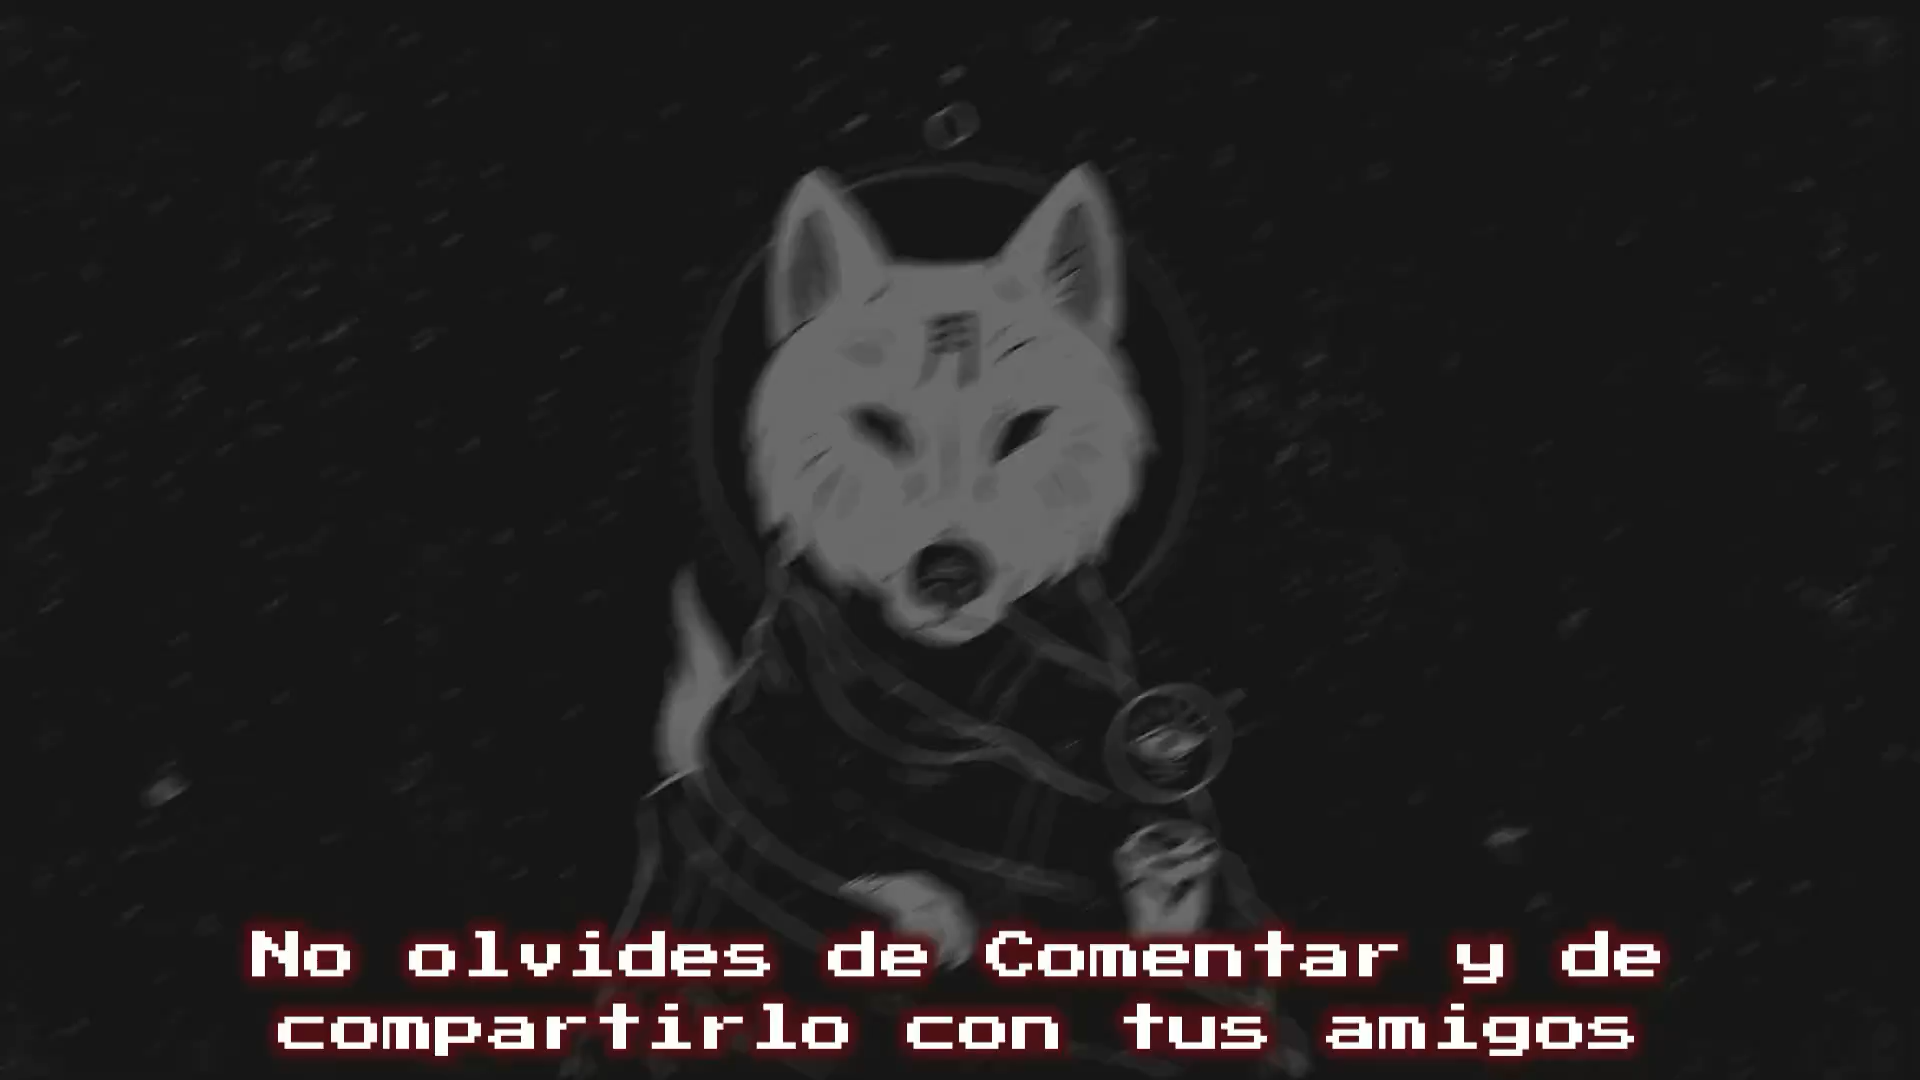 No olvides de Comentar y de
compartirlo con tus amigos